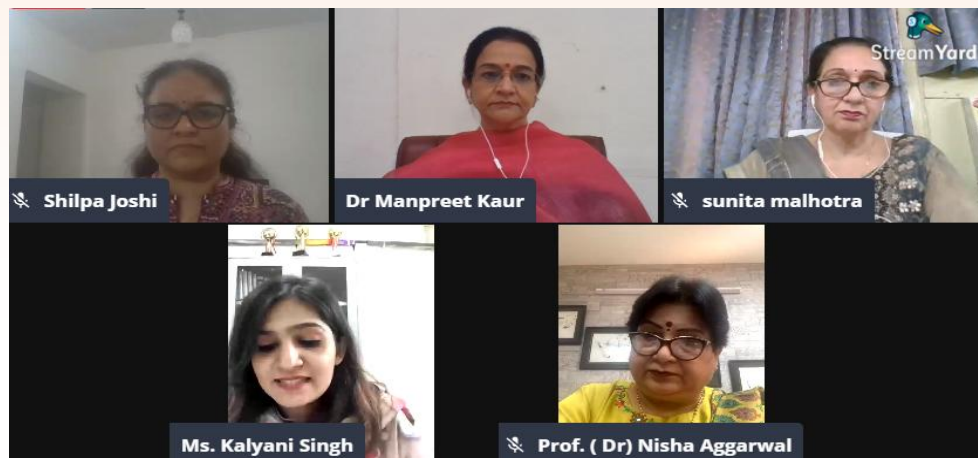 StreamYard
Shilpa Joshi
Dr Manpreet Kaur
sunita malhotra
Ms. Kalyani Singh
Prof. ( Dr) Nisha Aggarwal